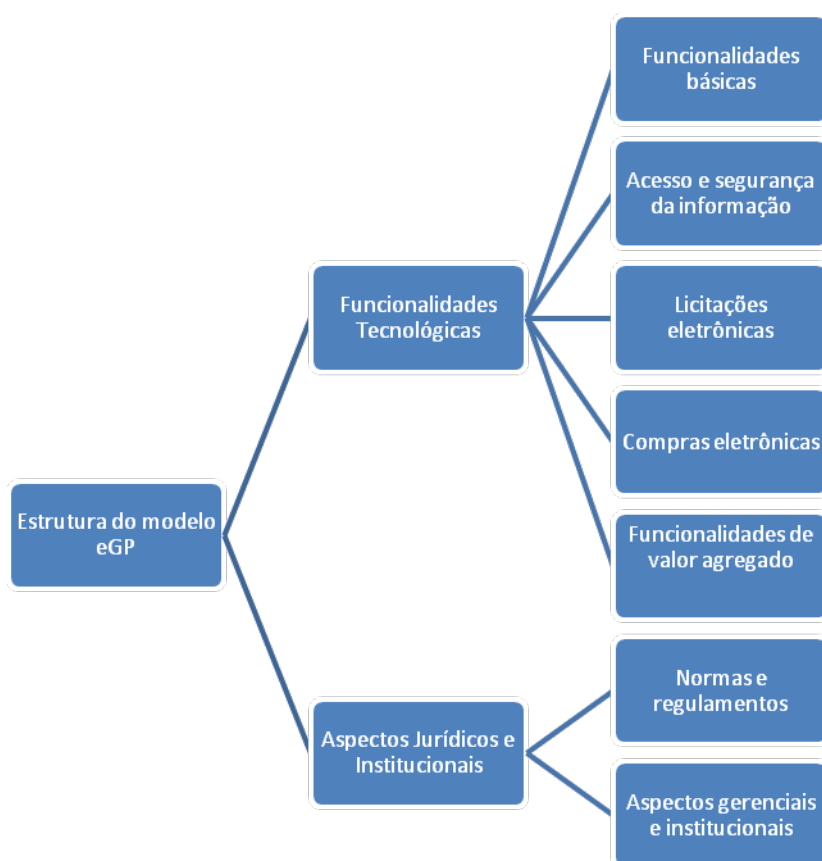 Funcionalidades
básicas
Acesso e segurança
da informação
Funcionalidades
Tecnológicas
Licitações
eletrônicas
Compras eletrônicas
Estrutura do modelo
eGP
Funcionalidades de
valor agregado
Normas e
regulamentos
Aspectos Jurídicos e
Institucionais
Aspectos gerenciais
e institucionais